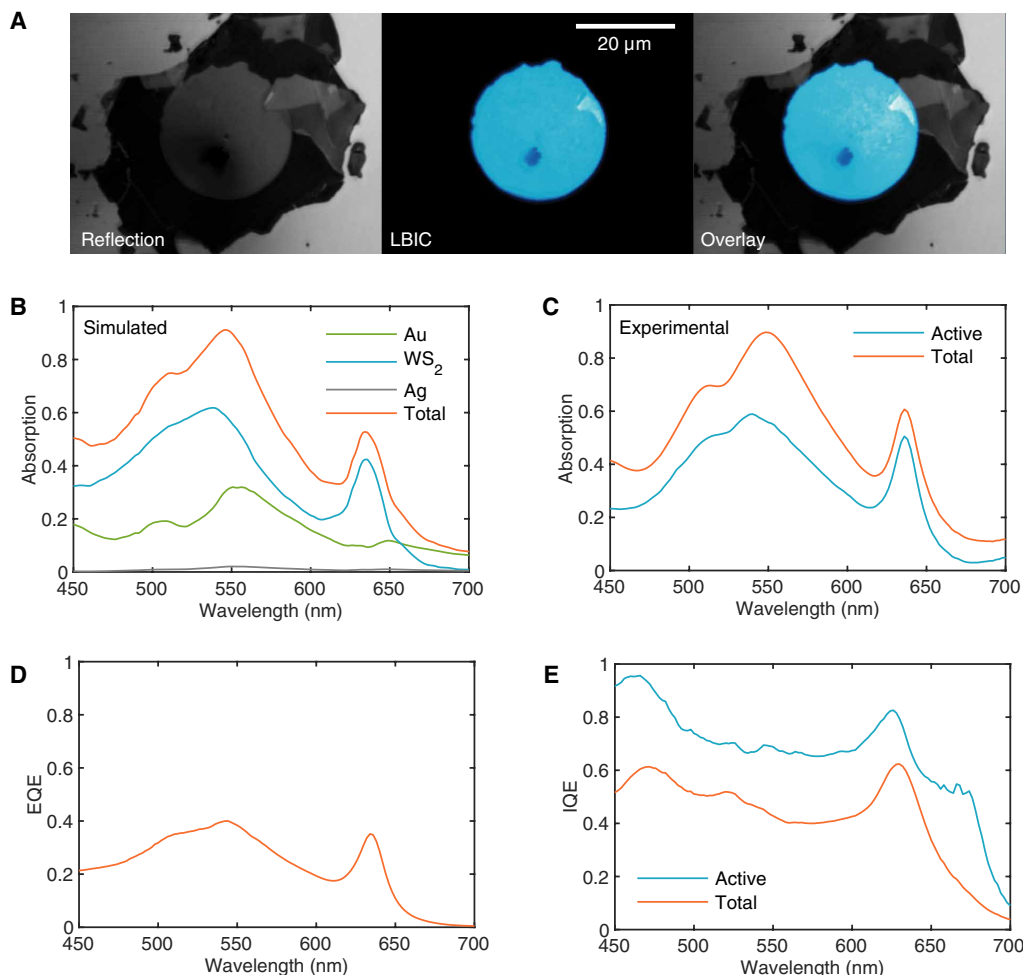 A
20 µm
Reflection
LBIC
Overlay
B
Simulated
Au
WS2
Ag
Total
Absorption
1
0.8
0.6
0.4
0.2
0
450 500 550 600 650 700
Wavelength (nm)
C
Experimental
Active
Total
Absorption
1
0.8
0.6
0.4
0.2
0
450 500 550 600 650 700
Wavelength (nm)
D
EQE
1
0.8
0.6
0.4
0.2
0
450 500 550 600 650 700
Wavelength (nm)
E
IQE
1
0.8
0.6
0.4
0.2
0
Active
Total
450 500 550 600 650 700
Wavelength (nm)